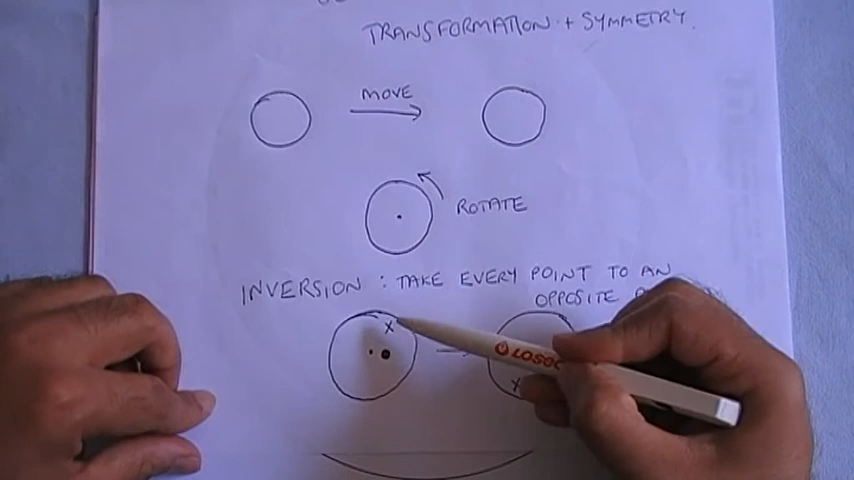 TRANSFORMATION + SYMMETRY.
MOVE
ROTATE
INVERSION : TAKE EVERY POINT TO AN
OPPOSITE
x
x